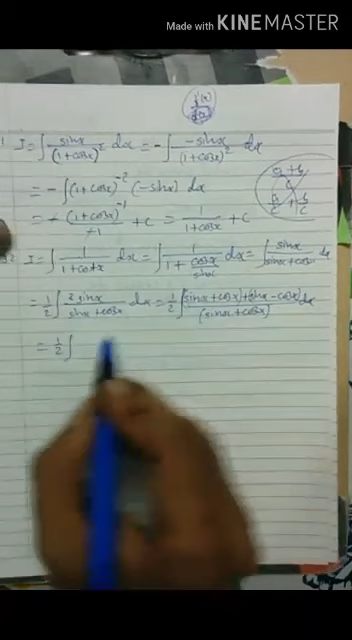 Made with KINEMASTER
f'(x)
1 I = ∫ sinx/(1+cosx)² dx = -∫ -sinx/(1+cosx)² dx
= -∫(1+cosx)⁻² (-sinx) dx
= -(1+cosx)⁻¹/-1 + c = 1/(1+cosx) + c
a+b/c
a/c + b/c
I = ∫ 1/(1+cotx) dx = ∫ 1/(1+cosx/sinx) dx = ∫ sinx/(sinx+cosx) dx
= 1/2 ∫ 2sinx/(sinx+cosx) dx = 1/2 ∫ (sinx+cosx)+(sinx-cosx)/(sinx+cosx) dx
= 1/2 ∫